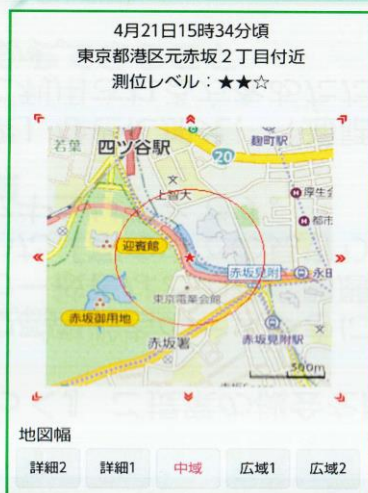 4月21日15時34分頃
東京都港区元赤坂２丁目付近
測位レベル：★★☆
若葉
四ツ谷駅
麹町駅
20
上智大
厚生会
都市
迎賓館
赤坂見附
永田
東京電業会館
赤坂御用地
赤坂署
赤坂見附駅
500m
地図幅
詳細2 詳細1 中域 広域1 広域2